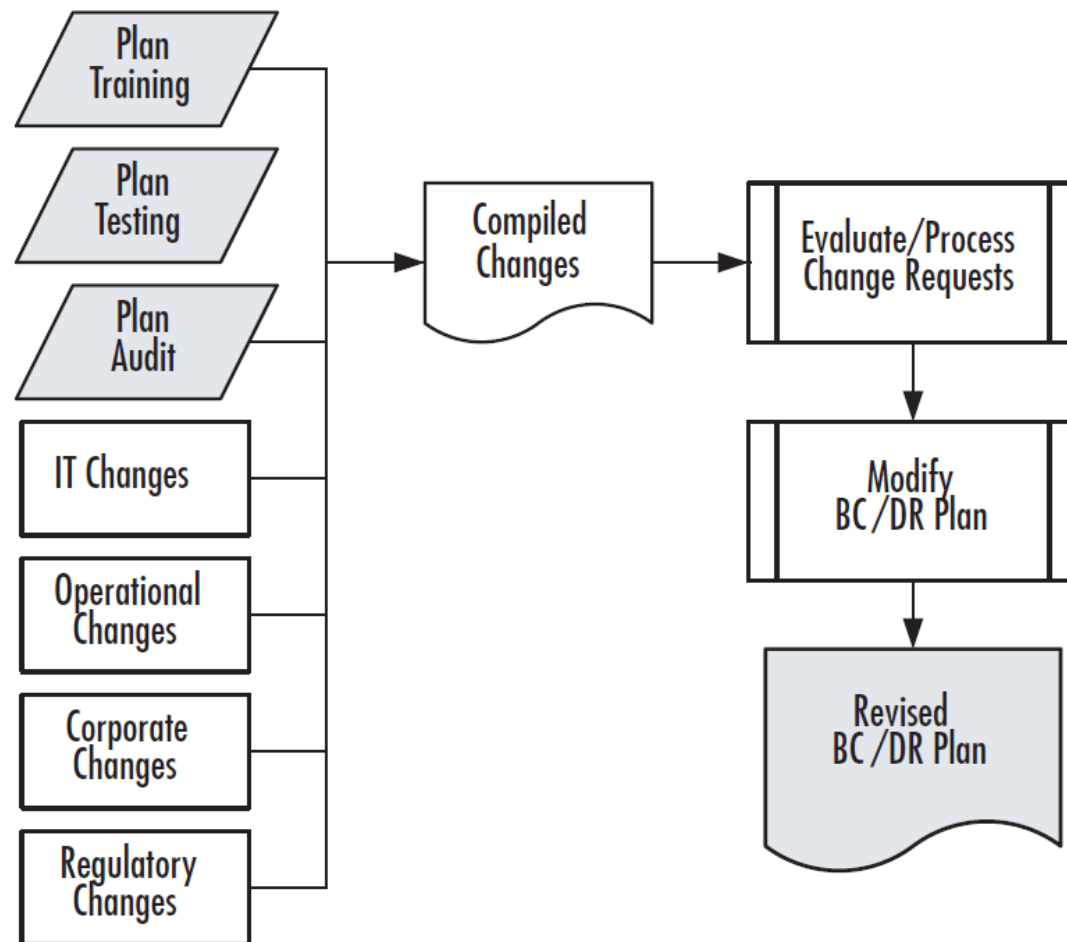 Plan
Training
Plan
Testing
Plan
Audit
IT Changes
Operational
Changes
Corporate
Changes
Regulatory
Changes
Compiled
Changes
Evaluate/Process
Change Requests
Modify
BC/DR Plan
Revised
BC/DR Plan